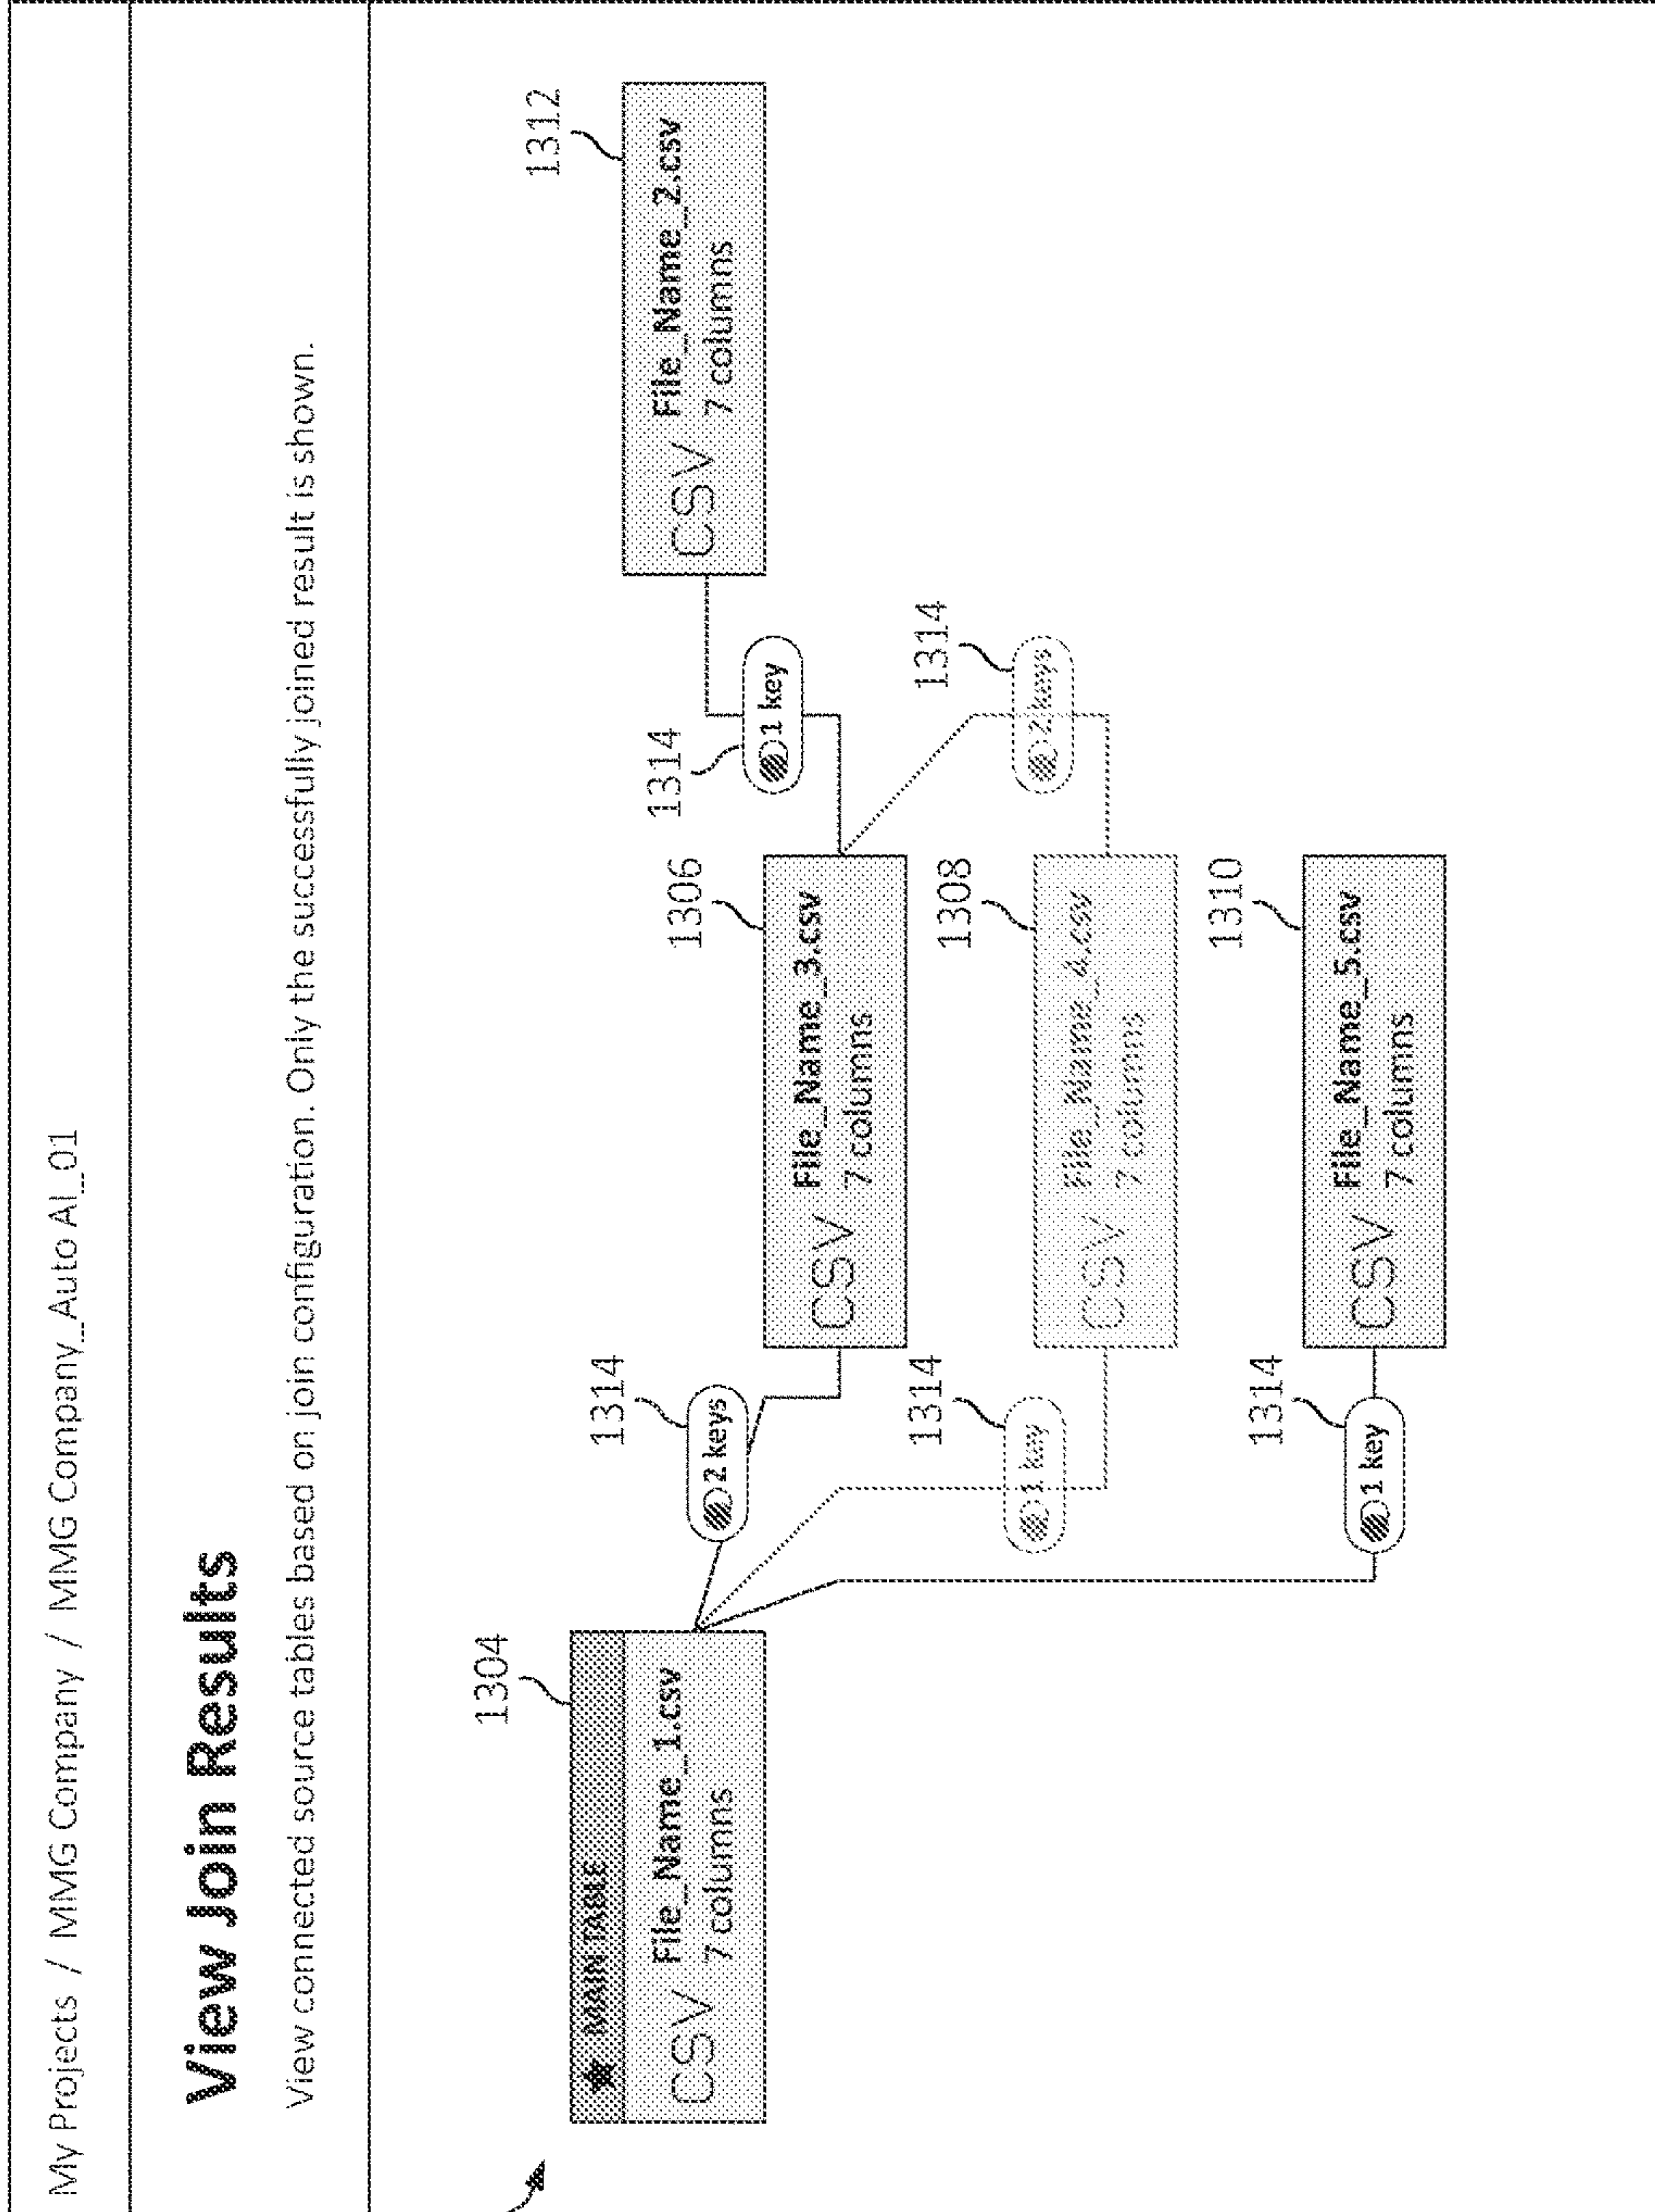 My Projects / MMG Company / MMG Company_Auto AI_01
View Join Results
View connected source tables based on join configuration. Only the successfully joined result is shown.
1304
★ MAIN TABLE
CSV File_Name_1.csv
7 columns
1314
2 keys
1306
CSV File_Name_3.csv
7 columns
1314
1 key
1312
CSV File_Name_2.csv
7 columns
1314
1 key
1308
CSV File_Name_4.csv
7 columns
1314
2 keys
1314
1 key
1310
CSV File_Name_5.csv
7 columns